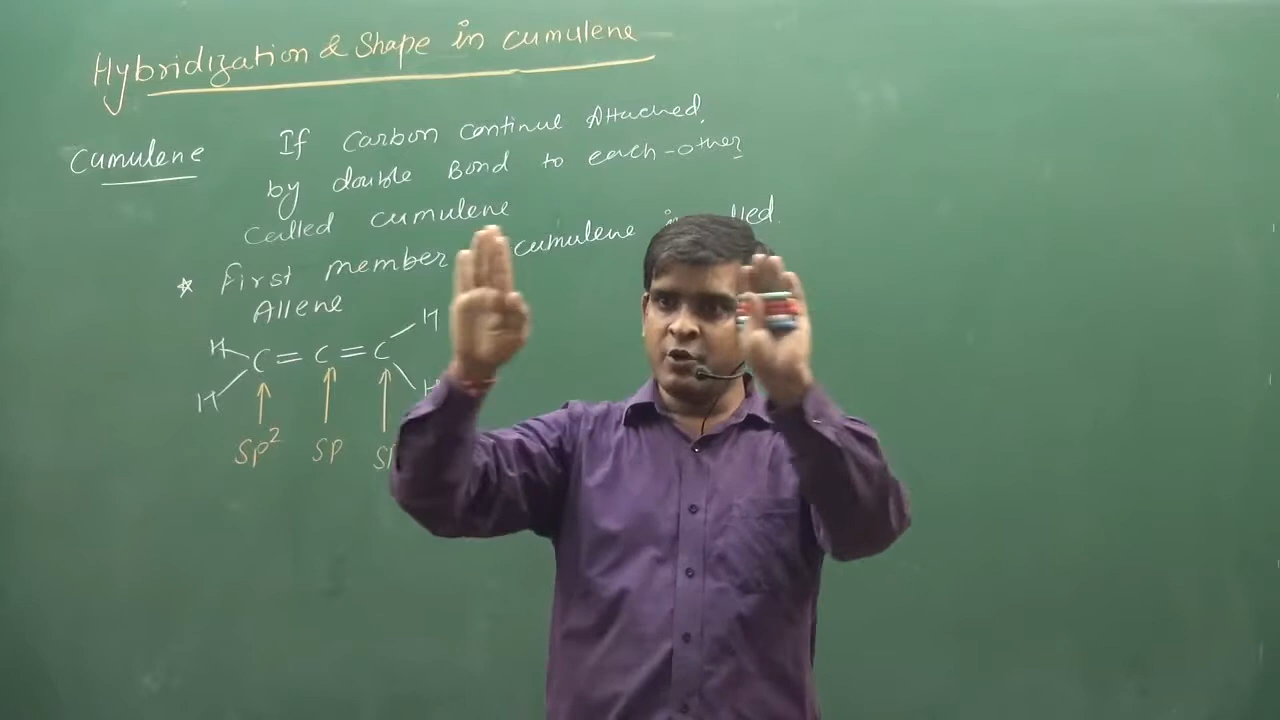 Hybridization & Shape in cumulene
Cumulene If Carbon continue Attached
by double Bond to each-other
Called cumulene
* First member cumulene
Allene
H H
C = C = C
H
SP² SP